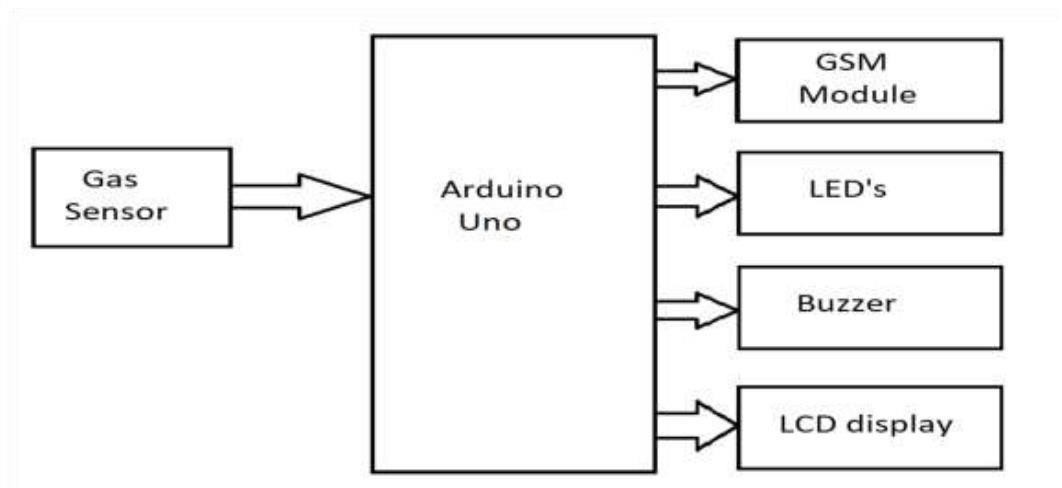 Gas
Sensor
Arduino
Uno
GSM
Module
LED's
Buzzer
LCD display